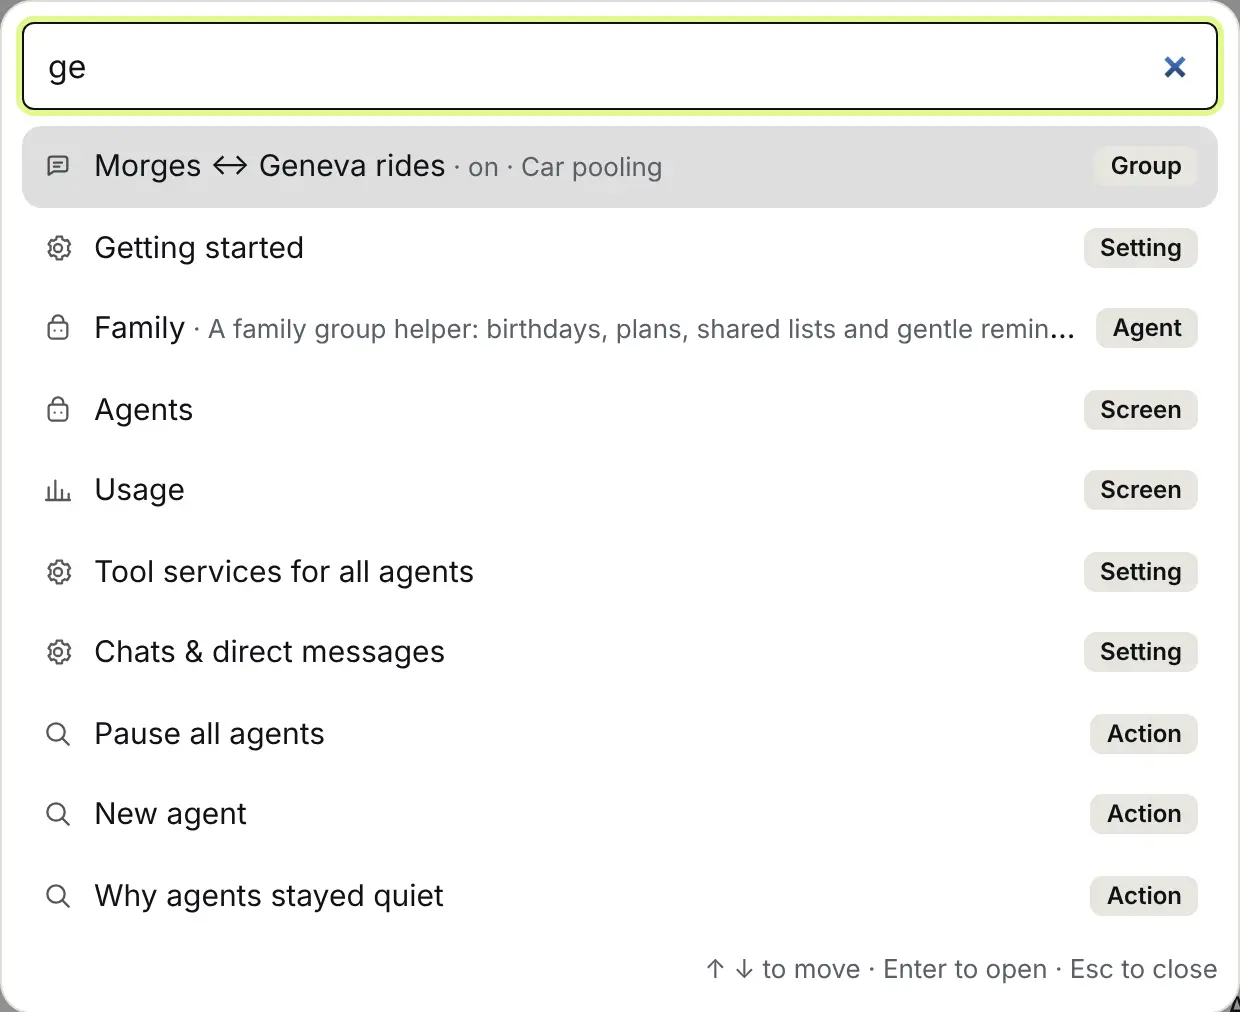 ge
Morges ↔ Geneva rides · on · Car pooling Group
Getting started Setting
Family · A family group helper: birthdays, plans, shared lists and gentle remin... Agent
Agents Screen
Usage Screen
Tool services for all agents Setting
Chats & direct messages Setting
Pause all agents Action
New agent Action
Why agents stayed quiet Action
↑ ↓ to move · Enter to open · Esc to close